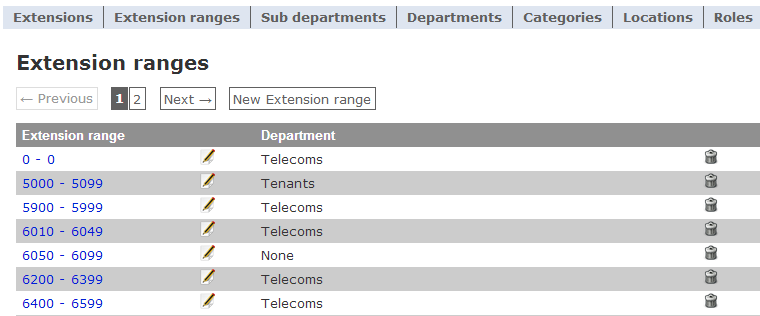 Extensions Extension ranges Sub departments Departments Categories Locations Roles
Extension ranges
← Previous 1 2 Next → New Extension range
Extension range Department
0 - 0 Telecoms
5000 - 5099 Tenants
5900 - 5999 Telecoms
6010 - 6049 Telecoms
6050 - 6099 None
6200 - 6399 Telecoms
6400 - 6599 Telecoms